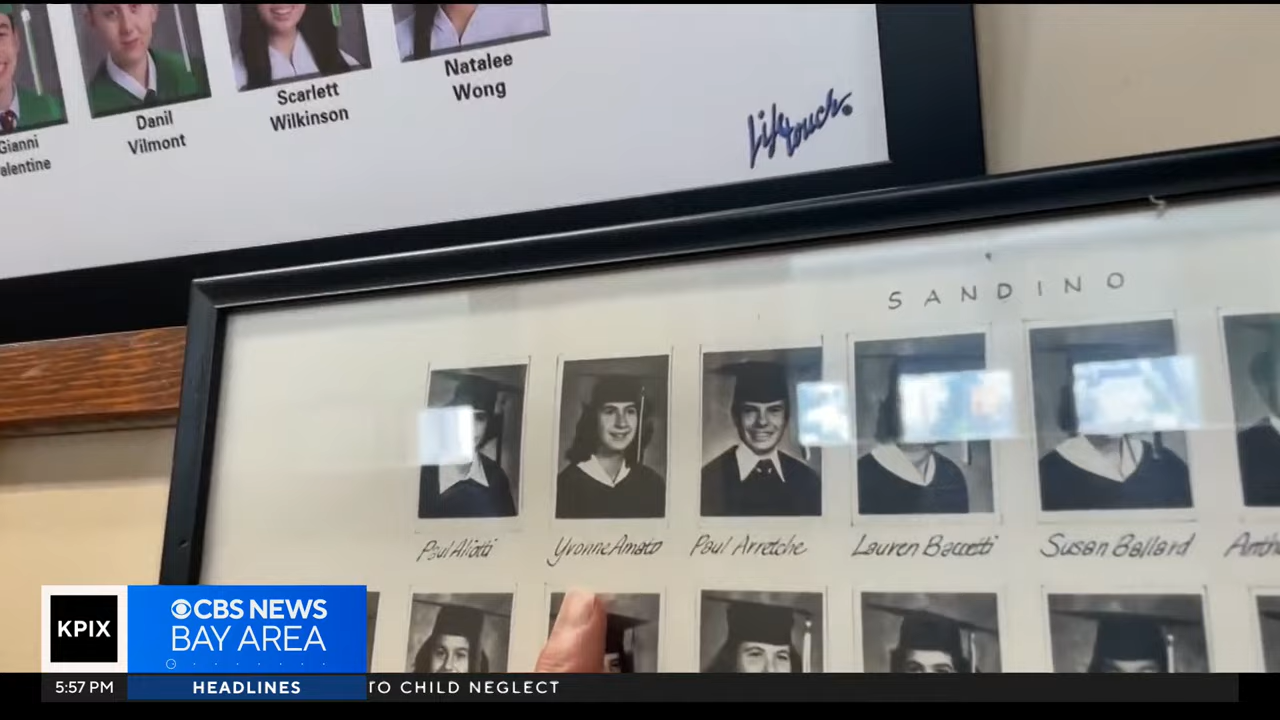 Natalee
Wong
Scarlett
Wilkinson
Danil
Vilmont
Gianni
alentine
Lifetouch.
SANDINO
Paul Aliotti
Yvonne Amato
Paul Arretche
Lauren Baccetti
Susan Ballard
KPIX
CBS NEWS
BAY AREA
5:57 PM
HEADLINES
TO CHILD NEGLECT